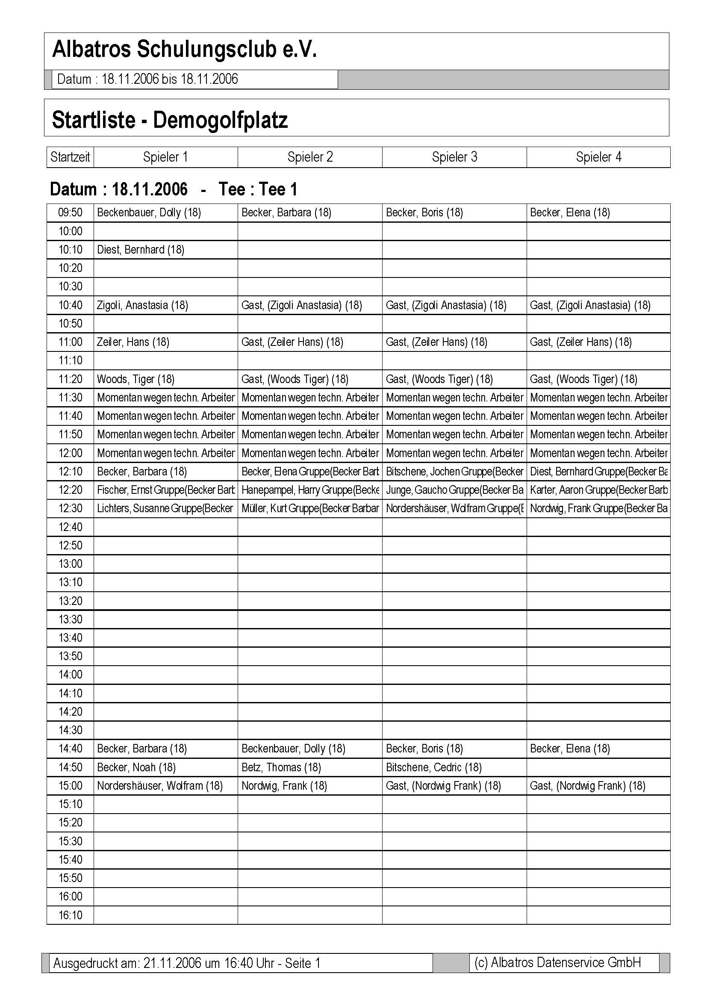 Albatros Schulungsclub e.V.
Datum : 18.11.2006 bis 18.11.2006
Startliste - Demogolfplatz
Startzeit Spieler 1 Spieler 2 Spieler 3 Spieler 4
Datum : 18.11.2006 - Tee : Tee 1
09:50 Beckenbauer, Dolly (18) Becker, Barbara (18) Becker, Boris (18) Becker, Elena (18)
10:00
10:10 Diest, Bernhard (18)
10:20
10:30
10:40 Zigoli, Anastasia (18) Gast, (Zigoli Anastasia) (18) Gast, (Zigoli Anastasia) (18) Gast, (Zigoli Anastasia) (18)
10:50
11:00 Zeiler, Hans (18) Gast, (Zeiler Hans) (18) Gast, (Zeiler Hans) (18) Gast, (Zeiler Hans) (18)
11:10
11:20 Woods, Tiger (18) Gast, (Woods Tiger) (18) Gast, (Woods Tiger) (18) Gast, (Woods Tiger) (18)
11:30 Momentan wegen techn. Arbeiter Momentan wegen techn. Arbeiter Momentan wegen techn. Arbeiter Momentan wegen techn. Arbeiter
11:40 Momentan wegen techn. Arbeiter Momentan wegen techn. Arbeiter Momentan wegen techn. Arbeiter Momentan wegen techn. Arbeiter
11:50 Momentan wegen techn. Arbeiter Momentan wegen techn. Arbeiter Momentan wegen techn. Arbeiter Momentan wegen techn. Arbeiter
12:00 Momentan wegen techn. Arbeiter Momentan wegen techn. Arbeiter Momentan wegen techn. Arbeiter Momentan wegen techn. Arbeiter
12:10 Becker, Barbara (18) Becker, Elena Gruppe(Becker Bart Bitschene, Jochen Gruppe(Becker Diest, Bernhard Gruppe(Becker Ba
12:20 Fischer, Ernst Gruppe(Becker Bart Hanepampel, Harry Gruppe(Becke Junge, Gaucho Gruppe(Becker Ba Karter, Aaron Gruppe(Becker Barb
12:30 Lichters, Susanne Gruppe(Becker Müller, Kurt Gruppe(Becker Barbar Nordershäuser, Wolfram Gruppe(E Nordwig, Frank Gruppe(Becker Ba
12:40
12:50
13:00
13:10
13:20
13:30
13:40
13:50
14:00
14:10
14:20
14:30
14:40 Becker, Barbara (18) Beckenbauer, Dolly (18) Becker, Boris (18) Becker, Elena (18)
14:50 Becker, Noah (18) Betz, Thomas (18) Bitschene, Cedric (18)
15:00 Nordershäuser, Wolfram (18) Nordwig, Frank (18) Gast, (Nordwig Frank) (18) Gast, (Nordwig Frank) (18)
15:10
15:20
15:30
15:40
15:50
16:00
16:10
Ausgedruckt am: 21.11.2006 um 16:40 Uhr - Seite 1 (c) Albatros Datenservice GmbH